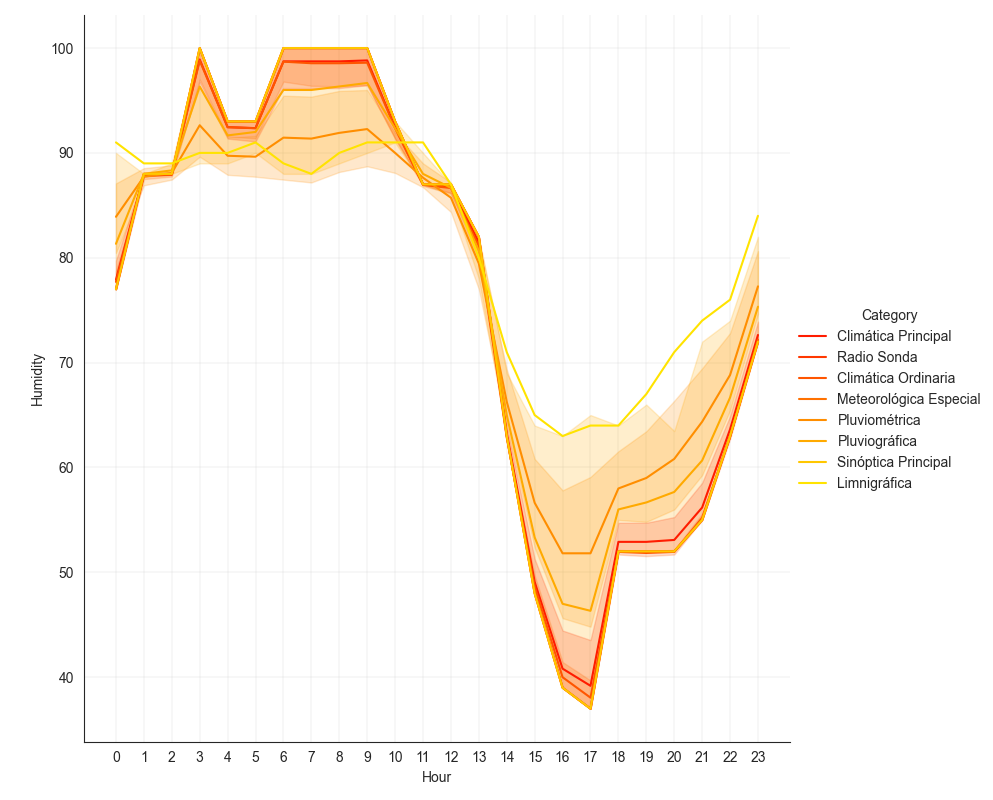 100
90
80
70
60
50
40
Humidity
0 1 2 3 4 5 6 7 8 9 10 11 12 13 14 15 16 17 18 19 20 21 22 23
Hour
Category
Climática Principal
Radio Sonda
Climática Ordinaria
Meteorológica Especial
Pluviométrica
Pluviográfica
Sinóptica Principal
Limnigráfica